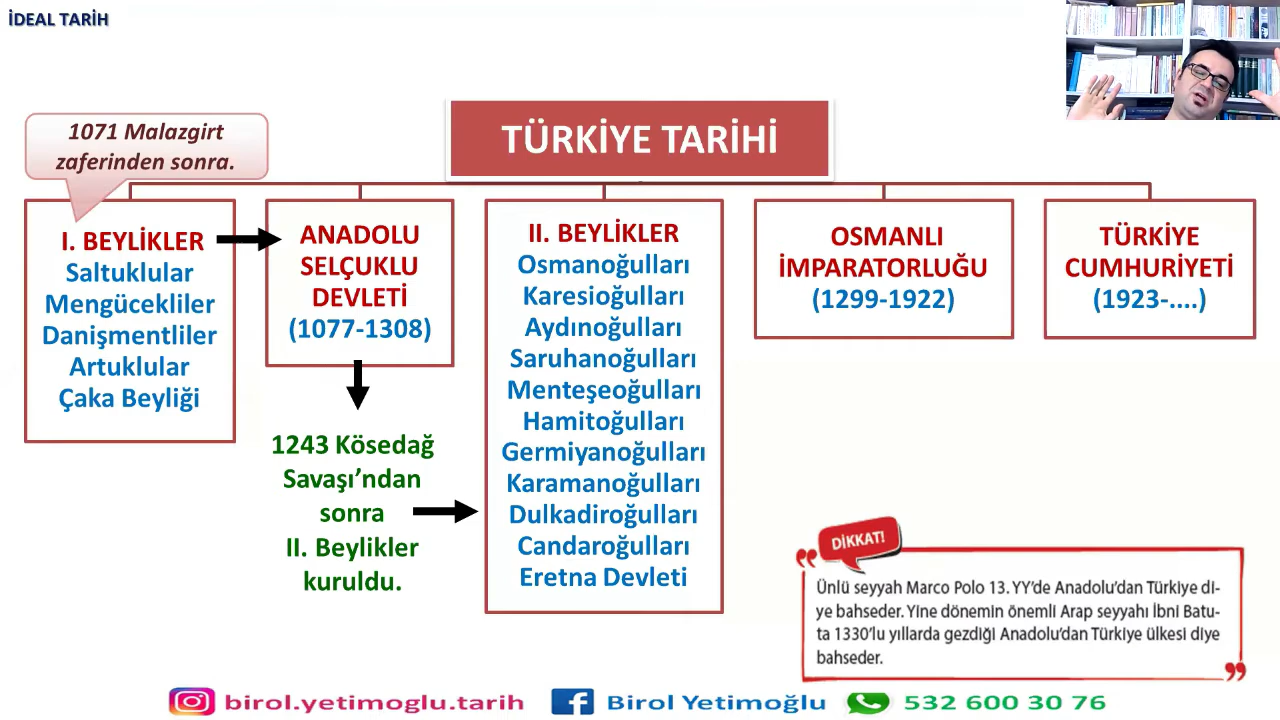 İDEAL TARİH
TÜRKİYE TARİHİ
1071 Malazgirt
zaferinden sonra.
I. BEYLİKLER
Saltuklular
Mengücekliler
Danişmentliler
Artuklular
Çaka Beyliği
ANADOLU
SELÇUKLU
DEVLETİ
(1077-1308)
1243 Kösedağ
Savaşı’ndan
sonra
II. Beylikler
kuruldu.
II. BEYLİKLER
Osmanoğulları
Karesioğulları
Aydınoğulları
Saruhanoğulları
Menteşeoğulları
Hamitoğulları
Germiyanoğulları
Karamanoğulları
Dulkadiroğulları
Candaroğulları
Eretna Devleti
OSMANLI
İMPARATORLUĞU
(1299-1922)
TÜRKİYE
CUMHURİYETİ
(1923-....)
DİKKAT!
Ünlü seyyah Marco Polo 13. YY’de Anadolu’dan Türkiye di-
ye bahseder. Yine dönemin önemli Arap seyyahı İbni Batu-
ta 1330’lu yıllarda gezdiği Anadolu’dan Türkiye ülkesi diye
bahseder.
birol.yetimoglu.tarih
Birol Yetimoğlu
532 600 30 76